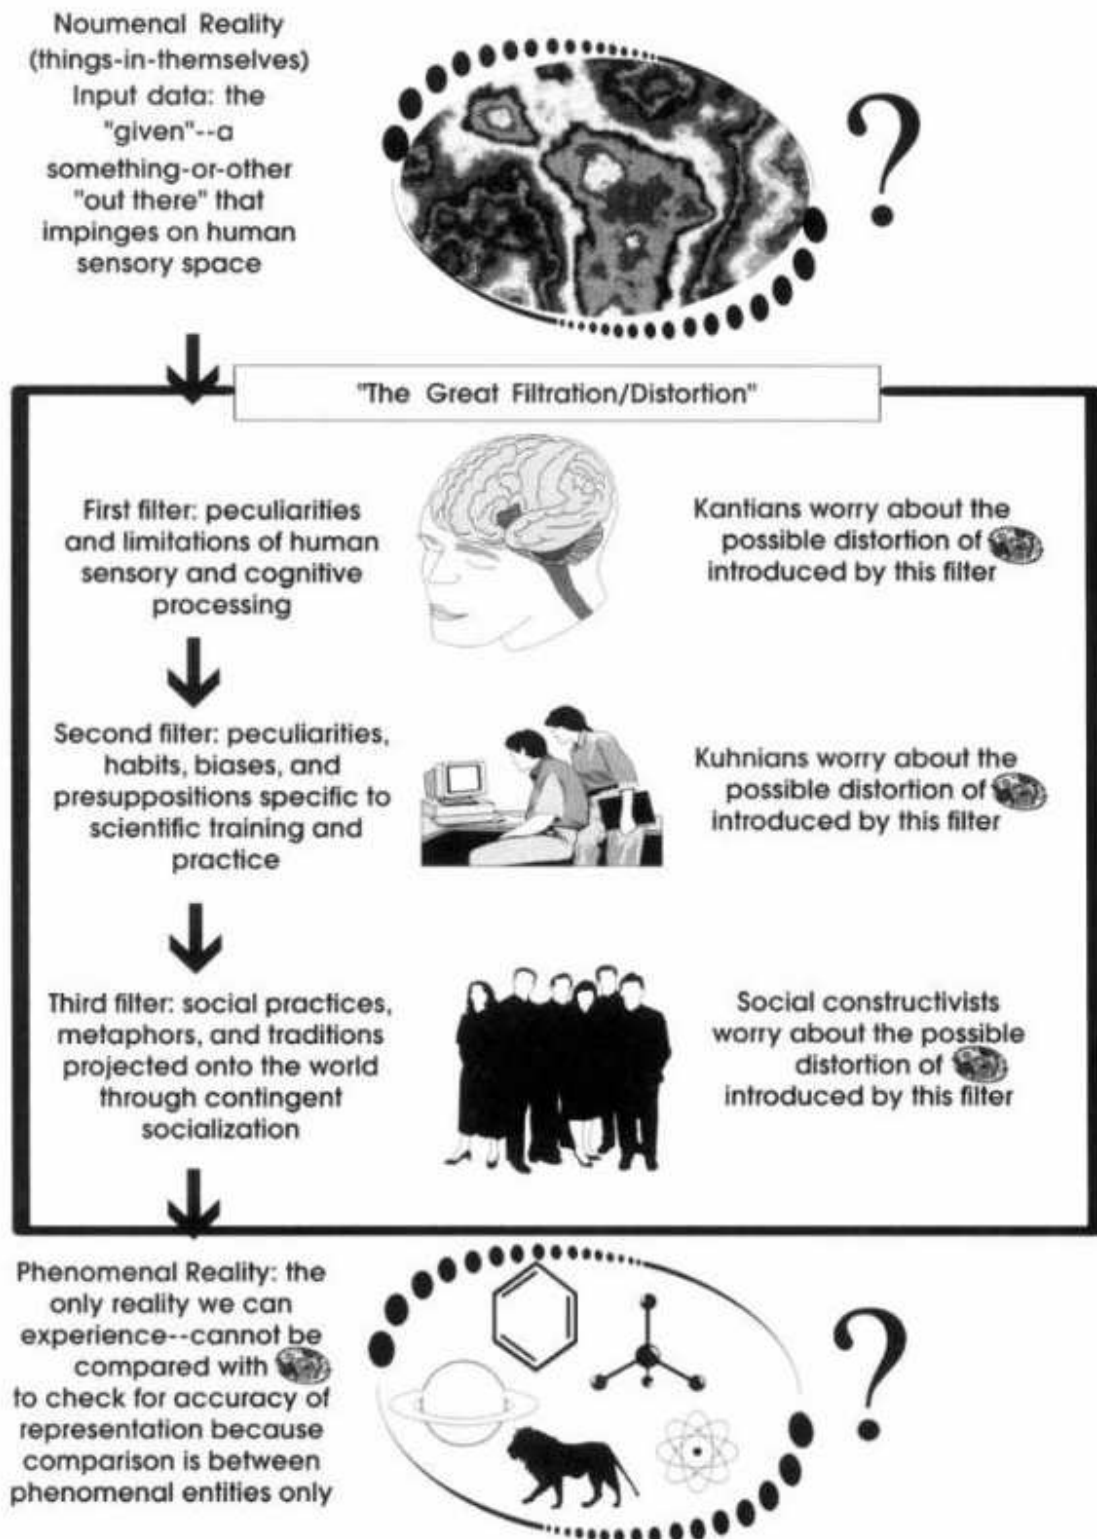 Noumenal Reality
(things-in-themselves)
Input data: the
"given"--a
something-or-other
"out there" that
impinges on human
sensory space
?
"The Great Filtration/Distortion"
First filter: peculiarities
and limitations of human
sensory and cognitive
processing
Kantians worry about the
possible distortion of
introduced by this filter
Second filter: peculiarities,
habits, biases, and
presuppositions specific to
scientific training and
practice
Kuhnians worry about the
possible distortion of
introduced by this filter
Third filter: social practices,
metaphors, and traditions
projected onto the world
through contingent
socialization
Social constructivists
worry about the possible
distortion of
introduced by this filter
Phenomenal Reality: the
only reality we can
experience--cannot be
compared with
to check for accuracy of
representation because
comparison is between
phenomenal entities only
?